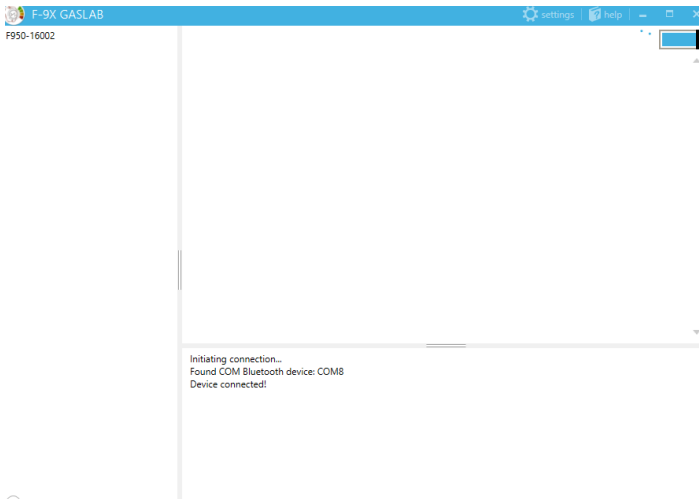 F-9X GASLAB
settings
help
F950-16002
Initiating connection...
Found COM Bluetooth device: COM8
Device connected!